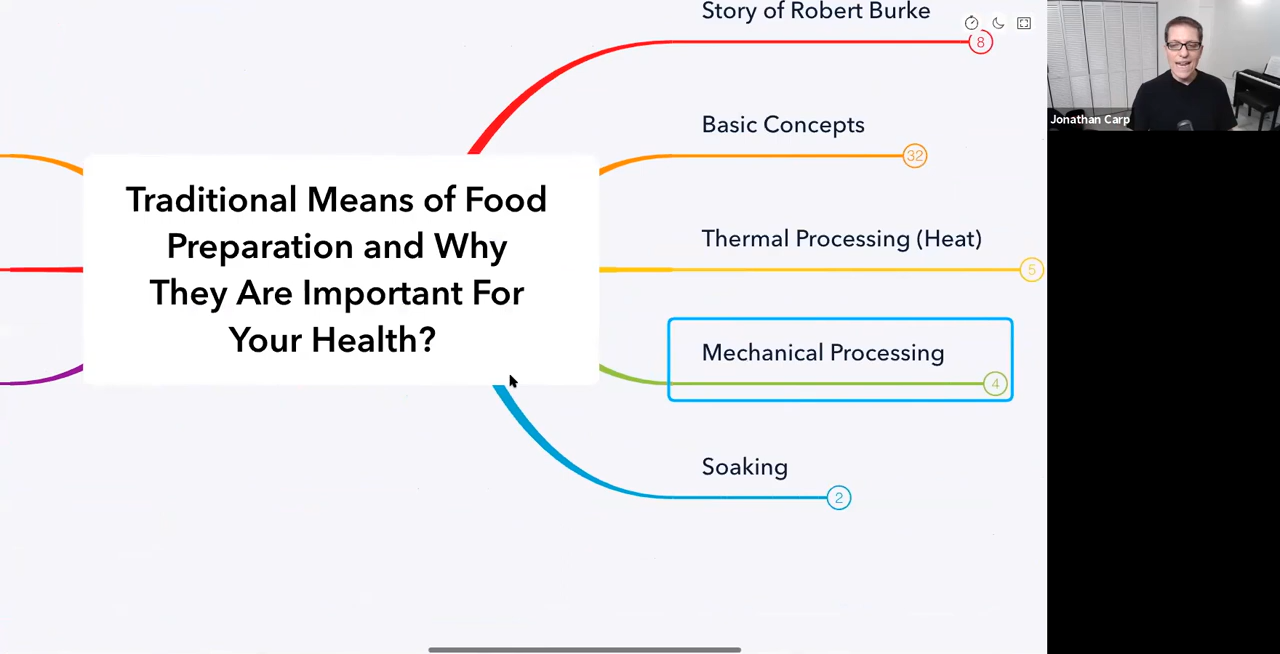 Story of Robert Burke
8
Basic Concepts
32
Traditional Means of Food
Preparation and Why
They Are Important For
Your Health?
Thermal Processing (Heat)
5
Mechanical Processing
4
Soaking
2
Jonathan Carp